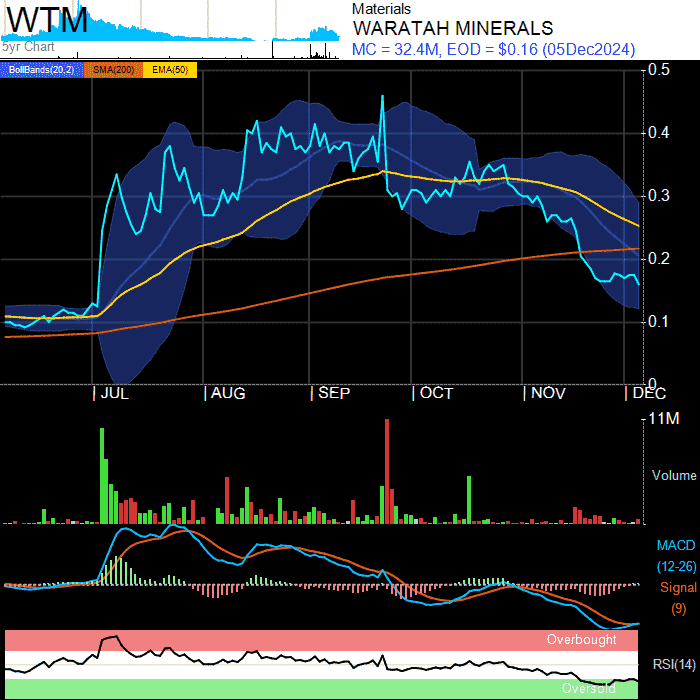 WTM
5yr Chart
Materials
WARATAH MINERALS
MC = 32.4M, EOD = $0.16 (05Dec2024)
BollBands(20,2) SMA(200) EMA(50)
0.5
0.4
0.3
0.2
0.1
0
JUL AUG SEP OCT NOV DEC
11M
Volume
MACD
(12-26)
Signal
(9)
Overbought
RSI(14)
Oversold